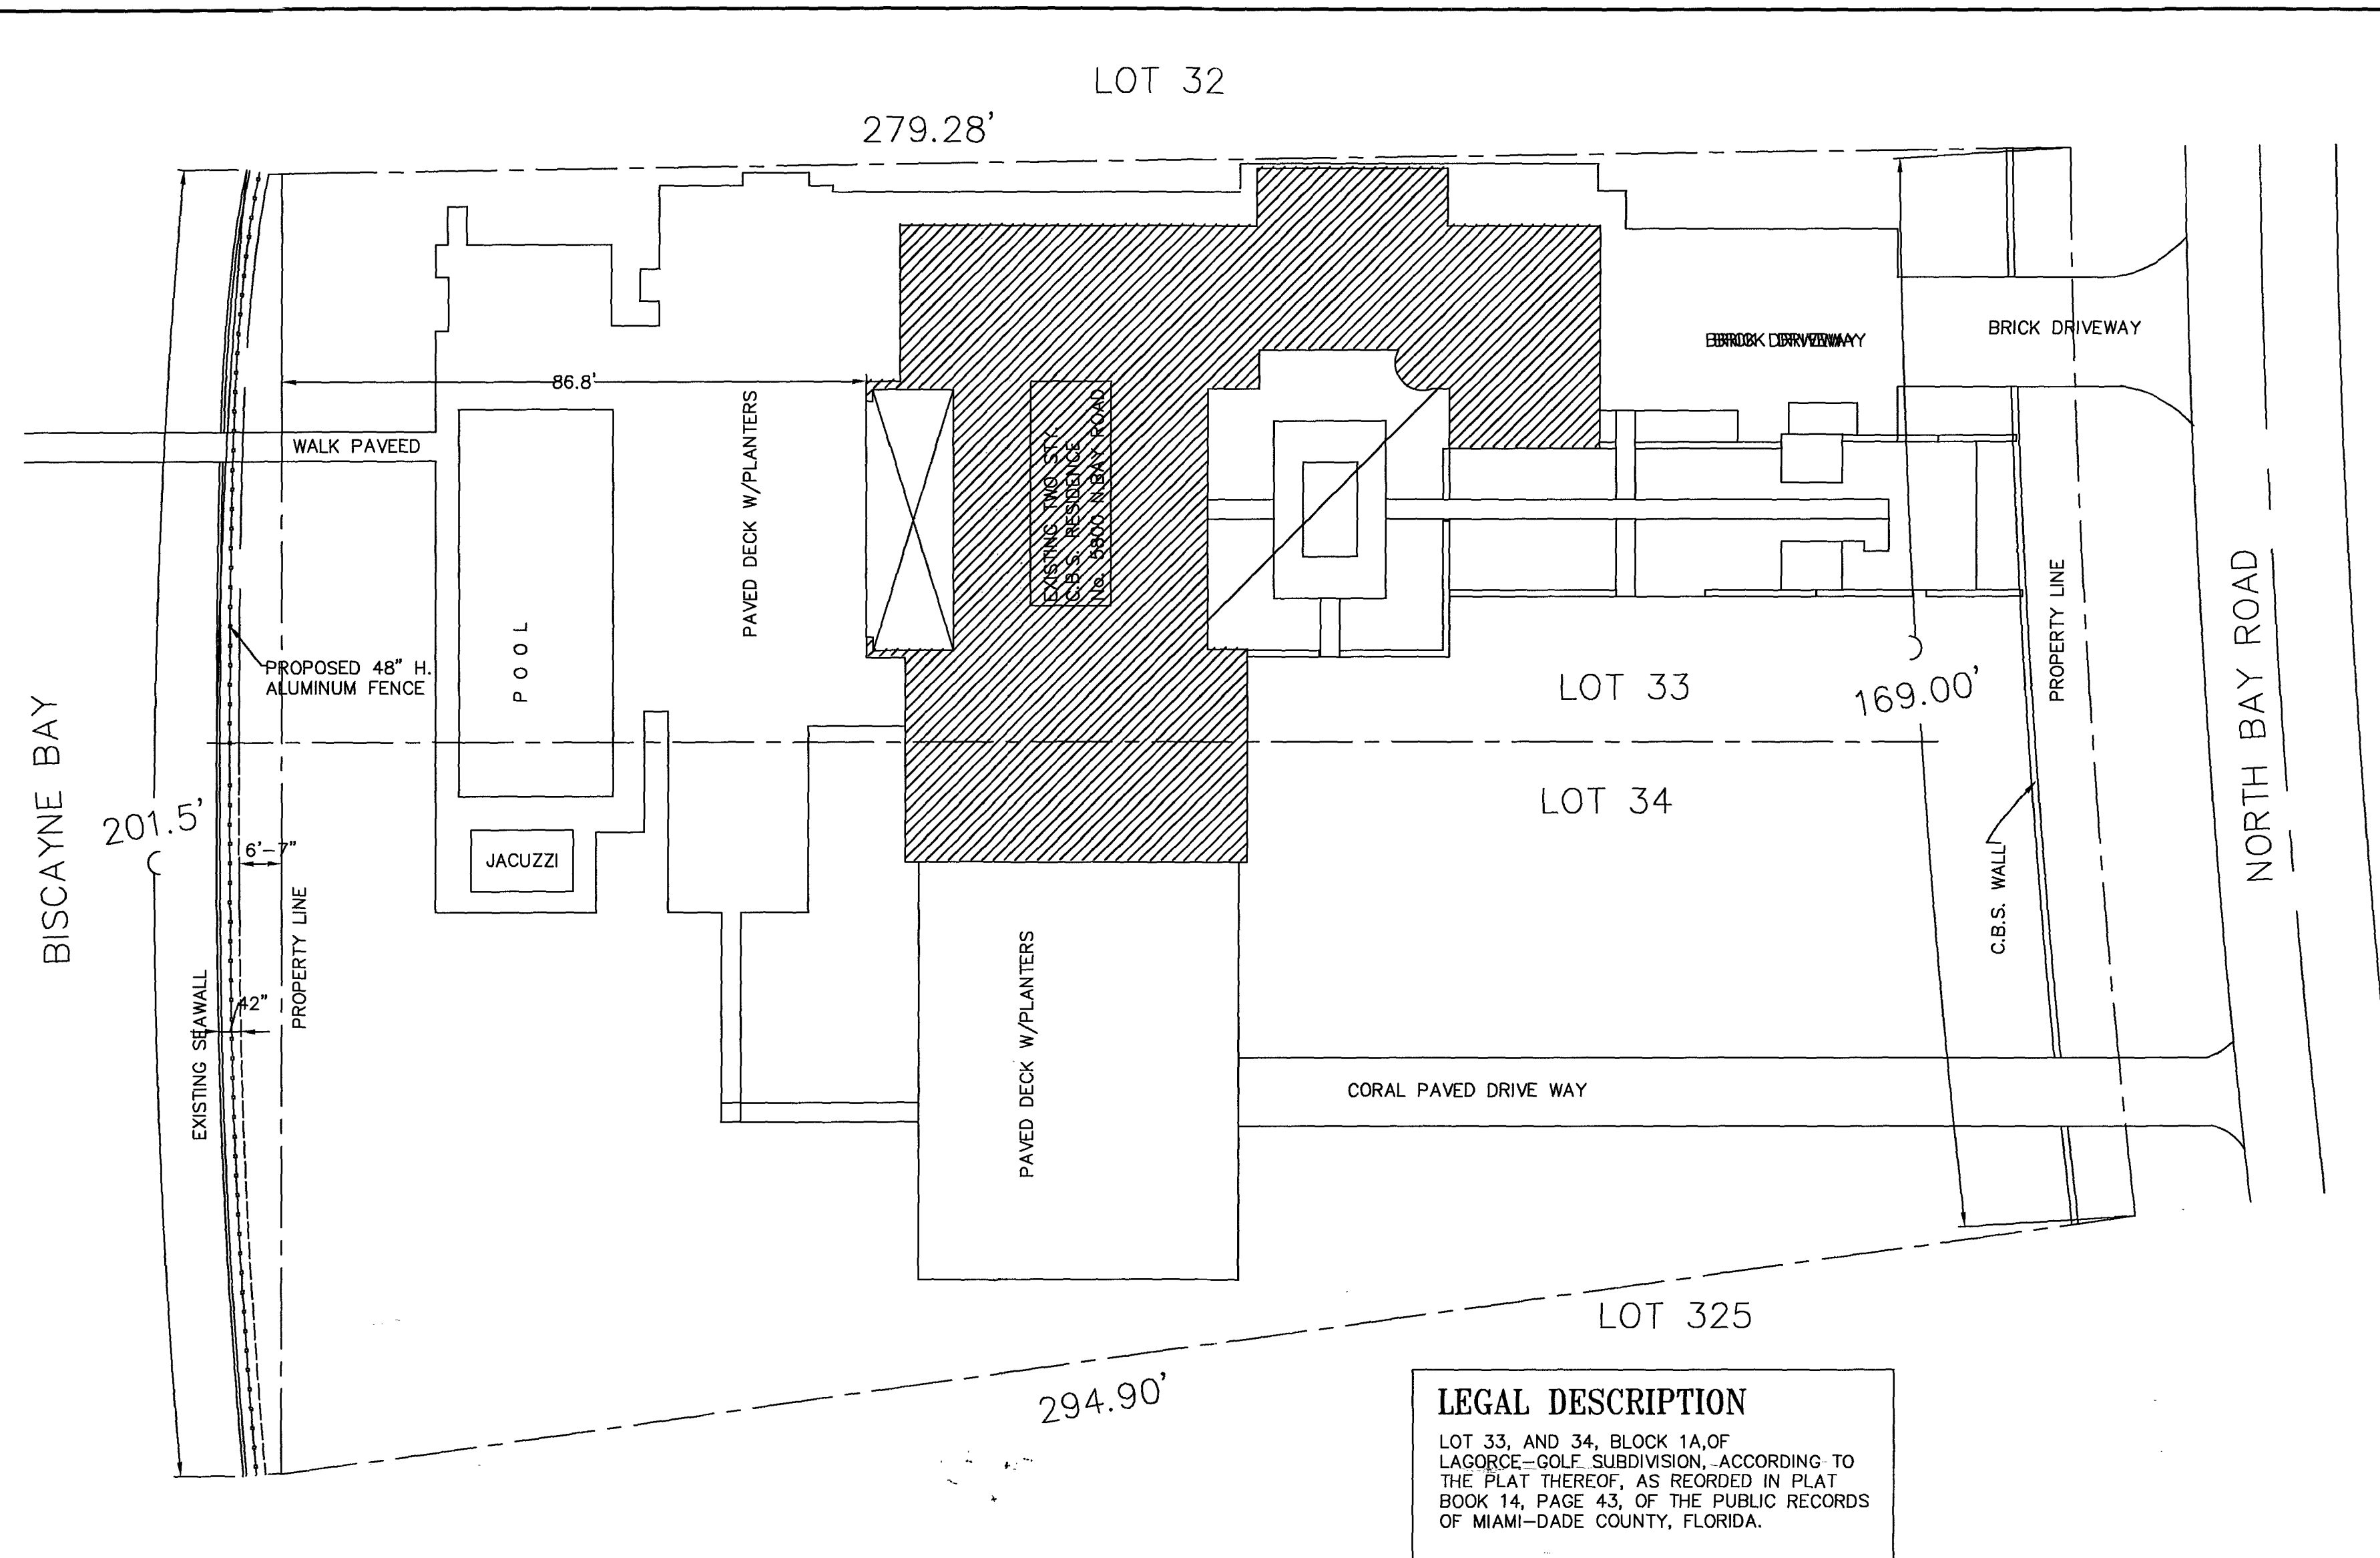 LOT 32
279.28'
BRICK DRIVEWAY
BRICK DRIVEWAY
86.8'
WALK PAVEED
PAVED DECK W/PLANTERS
EXISTING TWO STY.
C.B.S. RESIDENCE
No. 5800 N.BAY ROAD
POOL
PROPOSED 48" H.
ALUMINUM FENCE
LOT 33
169.00'
PROPERTY LINE
NORTH BAY ROAD
BISCAYNE BAY
201.5'
6'-7"
LOT 34
JACUZZI
C.B.S. WALL
PROPERTY LINE
EXISTING SEAWALL
42"
PAVED DECK W/PLANTERS
CORAL PAVED DRIVE WAY
LOT 325
294.90'
LEGAL DESCRIPTION
LOT 33, AND 34, BLOCK 1A,OF
LAGORCE-GOLF SUBDIVISION, ACCORDING TO
THE PLAT THEREOF, AS REORDED IN PLAT
BOOK 14, PAGE 43, OF THE PUBLIC RECORDS
OF MIAMI-DADE COUNTY, FLORIDA.